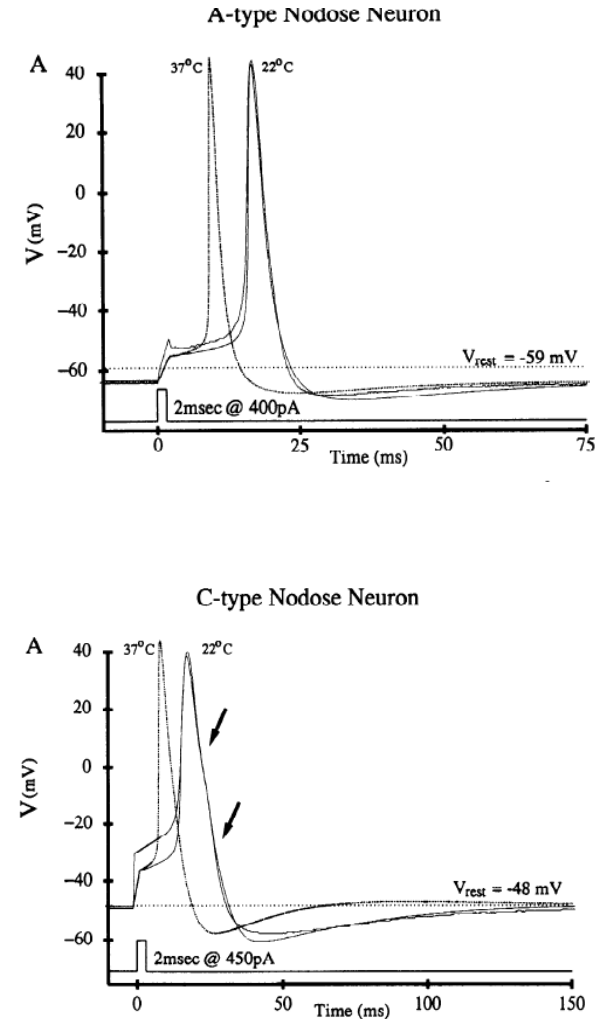 A-type Nodose Neuron
A
37°C
22°C
40
20
0
−20
−40
−60
V (mV)
Vrest = -59 mV
2msec @ 400pA
0
25
50
75
Time (ms)
C-type Nodose Neuron
A
37°C
22°C
40
20
0
−20
−40
−60
V (mV)
Vrest = -48 mV
2msec @ 450pA
0
50
100
150
Time (ms)